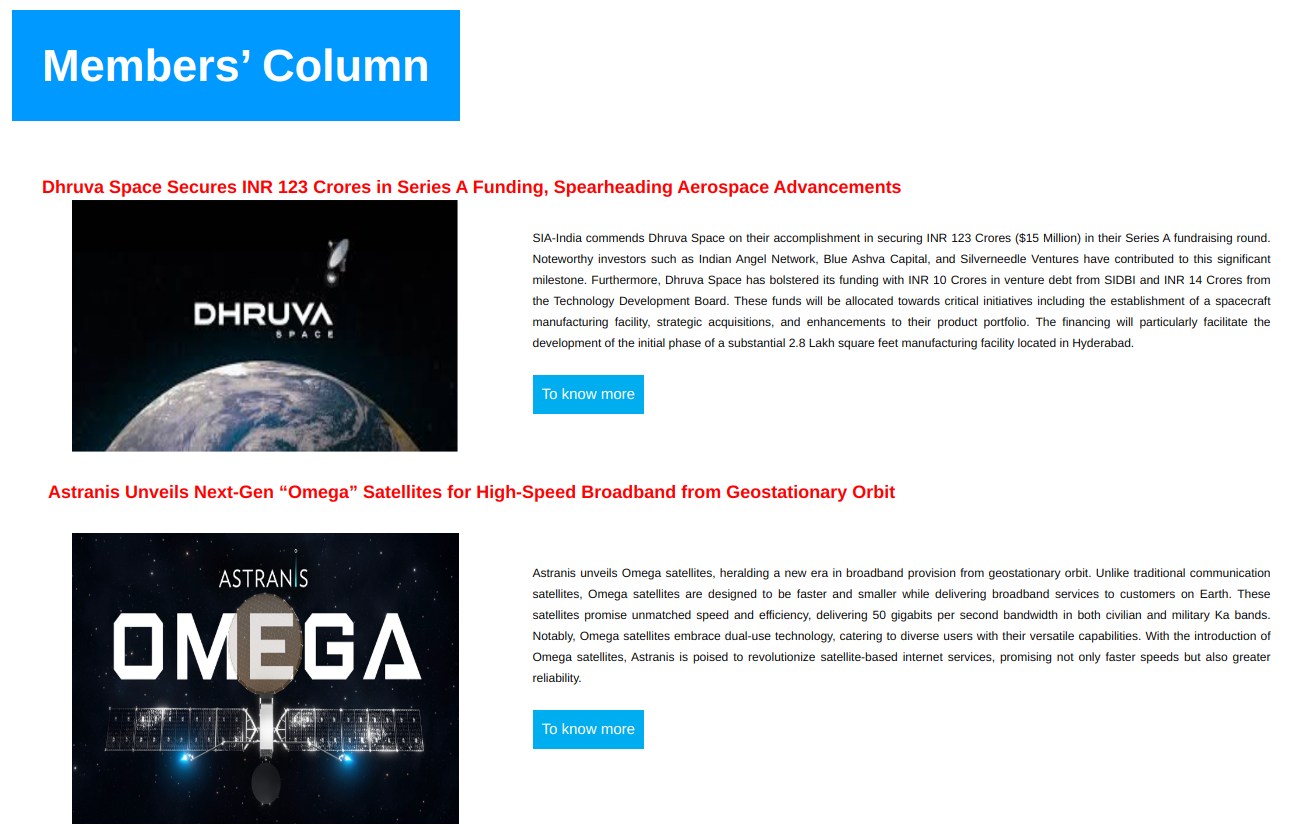 Members’ Column
Dhruva Space Secures INR 123 Crores in Series A Funding, Spearheading Aerospace Advancements
DHRUVA
SPACE
SIA-India commends Dhruva Space on their accomplishment in securing INR 123 Crores ($15 Million) in their Series A fundraising round.
Noteworthy investors such as Indian Angel Network, Blue Ashva Capital, and Silverneedle Ventures have contributed to this significant
milestone. Furthermore, Dhruva Space has bolstered its funding with INR 10 Crores in venture debt from SIDBI and INR 14 Crores from
the Technology Development Board. These funds will be allocated towards critical initiatives including the establishment of a spacecraft
manufacturing facility, strategic acquisitions, and enhancements to their product portfolio. The financing will particularly facilitate the
development of the initial phase of a substantial 2.8 Lakh square feet manufacturing facility located in Hyderabad.
To know more
Astranis Unveils Next-Gen “Omega” Satellites for High-Speed Broadband from Geostationary Orbit
ASTRANIS
OMEGA
Astranis unveils Omega satellites, heralding a new era in broadband provision from geostationary orbit. Unlike traditional communication
satellites, Omega satellites are designed to be faster and smaller while delivering broadband services to customers on Earth. These
satellites promise unmatched speed and efficiency, delivering 50 gigabits per second bandwidth in both civilian and military Ka bands.
Notably, Omega satellites embrace dual-use technology, catering to diverse users with their versatile capabilities. With the introduction of
Omega satellites, Astranis is poised to revolutionize satellite-based internet services, promising not only faster speeds but also greater
reliability.
To know more